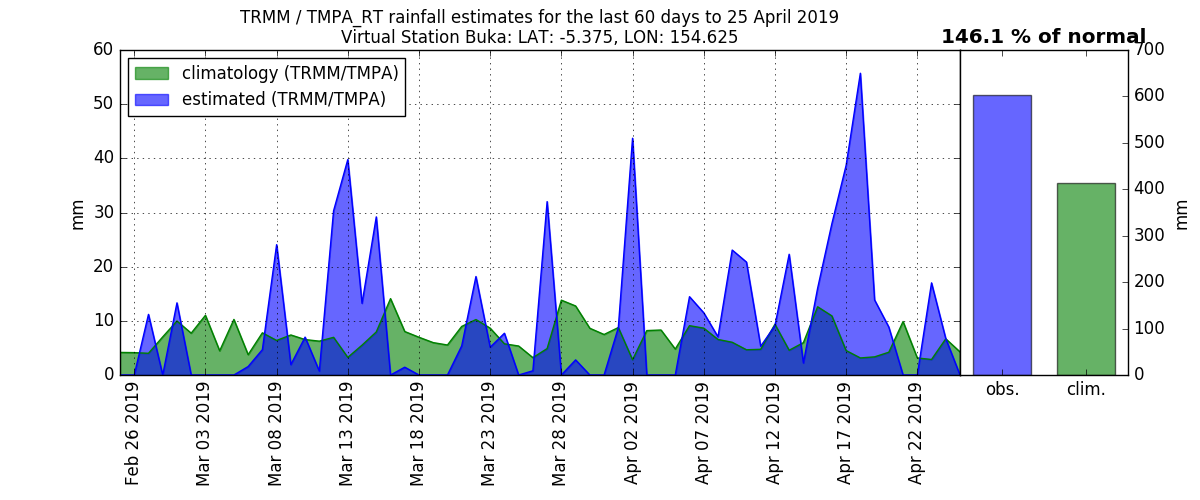 TRMM / TMPA_RT rainfall estimates for the last 60 days to 25 April 2019
Virtual Station Buka: LAT: -5.375, LON: 154.625
146.1 % of normal
climatology (TRMM/TMPA)
estimated (TRMM/TMPA)
60
50
40
30
20
10
0
mm
Feb 26 2019
Mar 03 2019
Mar 08 2019
Mar 13 2019
Mar 18 2019
Mar 23 2019
Mar 28 2019
Apr 02 2019
Apr 07 2019
Apr 12 2019
Apr 17 2019
Apr 22 2019
obs.
clim.
700
600
500
400
300
200
100
0
mm